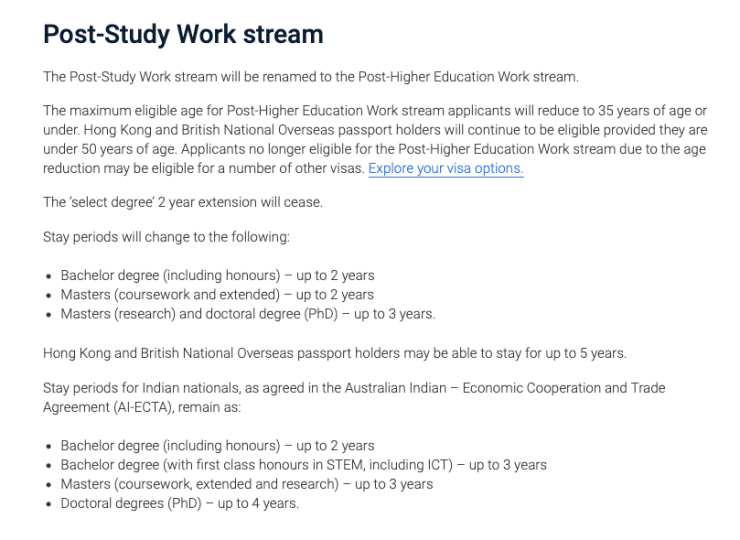 Post-Study Work stream
The Post-Study Work stream will be renamed to the Post-Higher Education Work stream.
The maximum eligible age for Post-Higher Education Work stream applicants will reduce to 35 years of age or
under. Hong Kong and British National Overseas passport holders will continue to be eligible provided they are
under 50 years of age. Applicants no longer eligible for the Post-Higher Education Work stream due to the age
reduction may be eligible for a number of other visas. Explore your visa options.
The ‘select degree’ 2 year extension will cease.
Stay periods will change to the following:
• Bachelor degree (including honours) – up to 2 years
• Masters (coursework and extended) – up to 2 years
• Masters (research) and doctoral degree (PhD) – up to 3 years.
Hong Kong and British National Overseas passport holders may be able to stay for up to 5 years.
Stay periods for Indian nationals, as agreed in the Australian Indian – Economic Cooperation and Trade
Agreement (AI-ECTA), remain as:
• Bachelor degree (including honours) – up to 2 years
• Bachelor degree (with first class honours in STEM, including ICT) – up to 3 years
• Masters (coursework, extended and research) – up to 3 years
• Doctoral degrees (PhD) – up to 4 years.